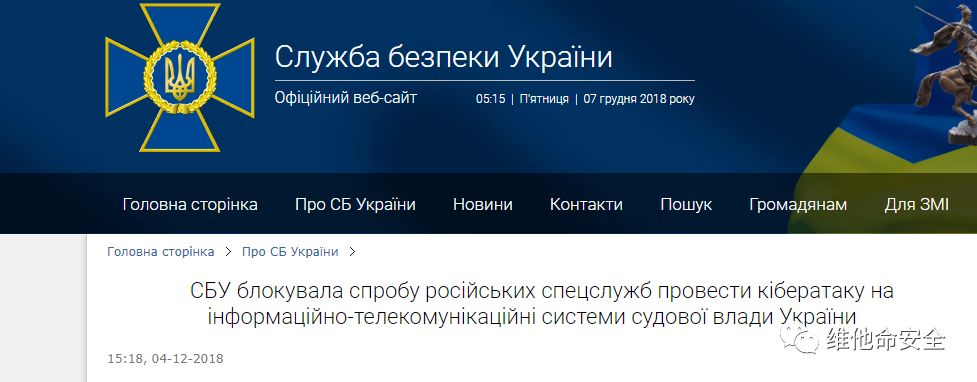 Служба безпеки України
Офіційний веб-сайт 05:15 | П'ятниця | 07 грудня 2018 року
Головна сторінка Про СБ України Новини Контакти Пошук Громадянам Для ЗМІ
Головна сторінка > Про СБ України >
СБУ блокувала спробу російських спецслужб провести кібератаку на
інформаційно-телекомунікаційні системи судової влади України
15:18, 04-12-2018
维他命安全